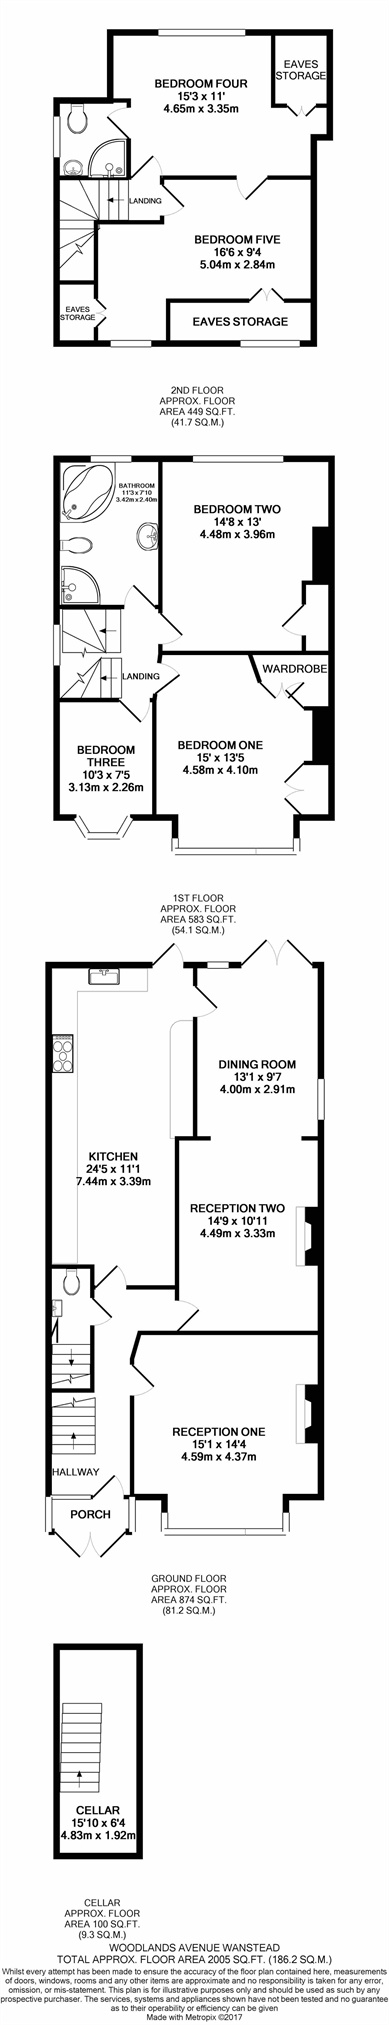 EAVES
STORAGE
BEDROOM FOUR
15'3 x 11'
4.65m x 3.35m
LANDING
BEDROOM FIVE
16'6 x 9'4
5.04m x 2.84m
EAVES
STORAGE
EAVES STORAGE
2ND FLOOR
APPROX. FLOOR
AREA 449 SQ.FT.
(41.7 SQ.M.)
BATHROOM
11'3 x 7'10
3.42m x 2.40m
BEDROOM TWO
14'8 x 13'
4.48m x 3.96m
LANDING
WARDROBE
BEDROOM
THREE
10'3 x 7'5
3.13m x 2.26m
BEDROOM ONE
15' x 13'5
4.58m x 4.10m
1ST FLOOR
APPROX. FLOOR
AREA 583 SQ.FT.
(54.1 SQ.M.)
DINING ROOM
13'1 x 9'7
4.00m x 2.91m
KITCHEN
24'5 x 11'1
7.44m x 3.39m
RECEPTION TWO
14'9 x 10'11
4.49m x 3.33m
RECEPTION ONE
15'1 x 14'4
4.59m x 4.37m
HALLWAY
PORCH
GROUND FLOOR
APPROX. FLOOR
AREA 874 SQ.FT.
(81.2 SQ.M.)
CELLAR
15'10 x 6'4
4.83m x 1.92m
CELLAR
APPROX. FLOOR
AREA 100 SQ.FT.
(9.3 SQ.M.)
WOODLANDS AVENUE WANSTEAD
TOTAL APPROX. FLOOR AREA 2005 SQ.FT. (186.2 SQ.M.)
Whilst every attempt has been made to ensure the accuracy of the floor plan contained here, measurements
of doors, windows, rooms and any other items are approximate and no responsibility is taken for any error,
omission, or mis-statement. This plan is for illustrative purposes only and should be used as such by any
prospective purchaser. The services, systems and appliances shown have not been tested and no guarantee
as to their operability or efficiency can be given
Made with Metropix ©2017